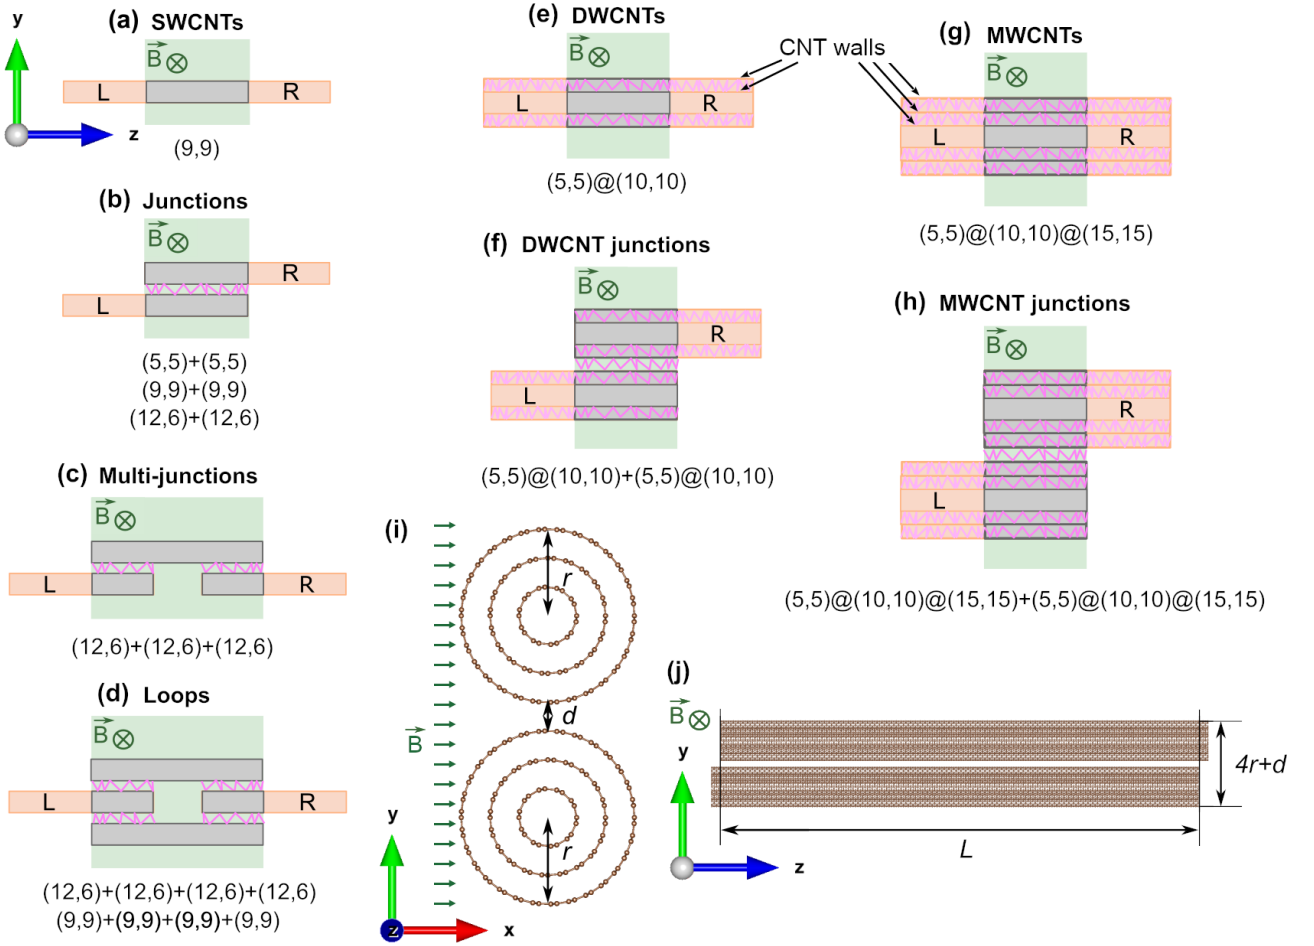 (a) SWCNTs
y
B
L
R
z
(9,9)
(b) Junctions
B
R
L
(5,5)+(5,5)
(9,9)+(9,9)
(12,6)+(12,6)
(c) Multi-junctions
B
L
R
(12,6)+(12,6)+(12,6)
(d) Loops
B
L
R
(12,6)+(12,6)+(12,6)+(12,6)
(9,9)+(9,9)+(9,9)+(9,9)
(e) DWCNTs
B
CNT walls
L
R
(5,5)@(10,10)
(f) DWCNT junctions
B
R
L
(5,5)@(10,10)+(5,5)@(10,10)
(g) MWCNTs
B
L
R
(5,5)@(10,10)@(15,15)
(h) MWCNT junctions
B
R
L
(5,5)@(10,10)@(15,15)+(5,5)@(10,10)@(15,15)
(i)
r
d
B
r
y
z
x
(j)
B
y
4r+d
L
z